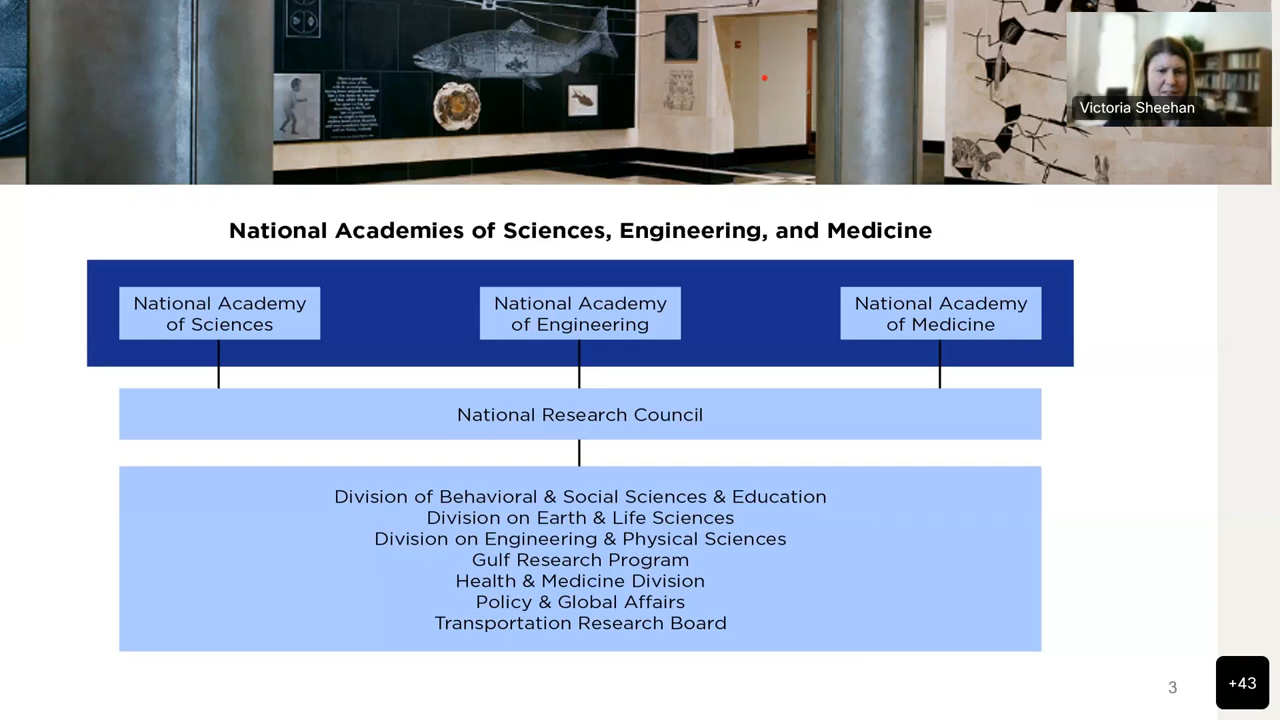 Victoria Sheehan
National Academies of Sciences, Engineering, and Medicine
National Academy
of Sciences
National Academy
of Engineering
National Academy
of Medicine
National Research Council
Division of Behavioral & Social Sciences & Education
Division on Earth & Life Sciences
Division on Engineering & Physical Sciences
Gulf Research Program
Health & Medicine Division
Policy & Global Affairs
Transportation Research Board
3
+43